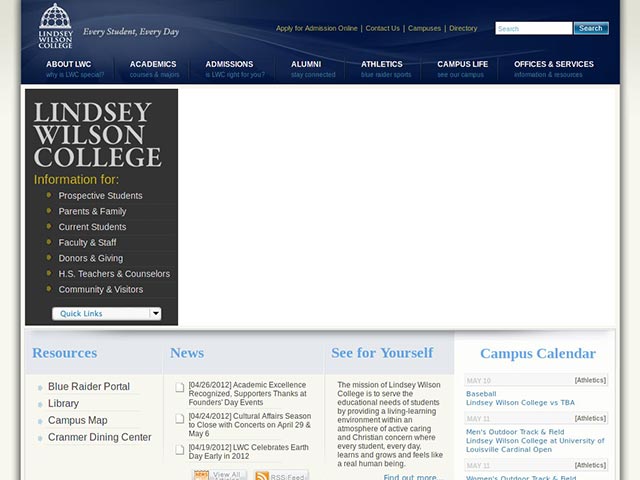 LINDSEY
WILSON
COLLEGE
Every Student, Every Day
Apply for Admission Online | Contact Us | Campuses | Directory
Search
Search
ABOUT LWC
why is LWC special?
ACADEMICS
courses & majors
ADMISSIONS
is LWC right for you?
ALUMNI
stay connected
ATHLETICS
blue raider sports
CAMPUS LIFE
see our campus
OFFICES & SERVICES
information & resources
LINDSEY
WILSON
COLLEGE
Information for:
Prospective Students
Parents & Family
Current Students
Faculty & Staff
Donors & Giving
H.S. Teachers & Counselors
Community & Visitors
Quick Links
Resources
Blue Raider Portal
Library
Campus Map
Cranmer Dining Center
News
[04/26/2012] Academic Excellence
Recognized, Supporters Thanks at
Founders' Day Events
[04/24/2012] Cultural Affairs Season
to Close with Concerts on April 29 &
May 6
[04/19/2012] LWC Celebrates Earth
Day Early in 2012
View All
RSS-Feed
See for Yourself
The mission of Lindsey Wilson
College is to serve the
educational needs of students
by providing a living-learning
environment within an
atmosphere of active caring
and Christian concern where
every student, every day,
learns and grows and feels like
a real human being.
Find out more...
Campus Calendar
MAY 10
[Athletics]
Baseball
Lindsey Wilson College vs TBA
MAY 11
[Athletics]
Men's Outdoor Track & Field
Lindsey Wilson College at University of
Louisville Cardinal Open
MAY 11
[Athletics]
Women's Outdoor Track & Field